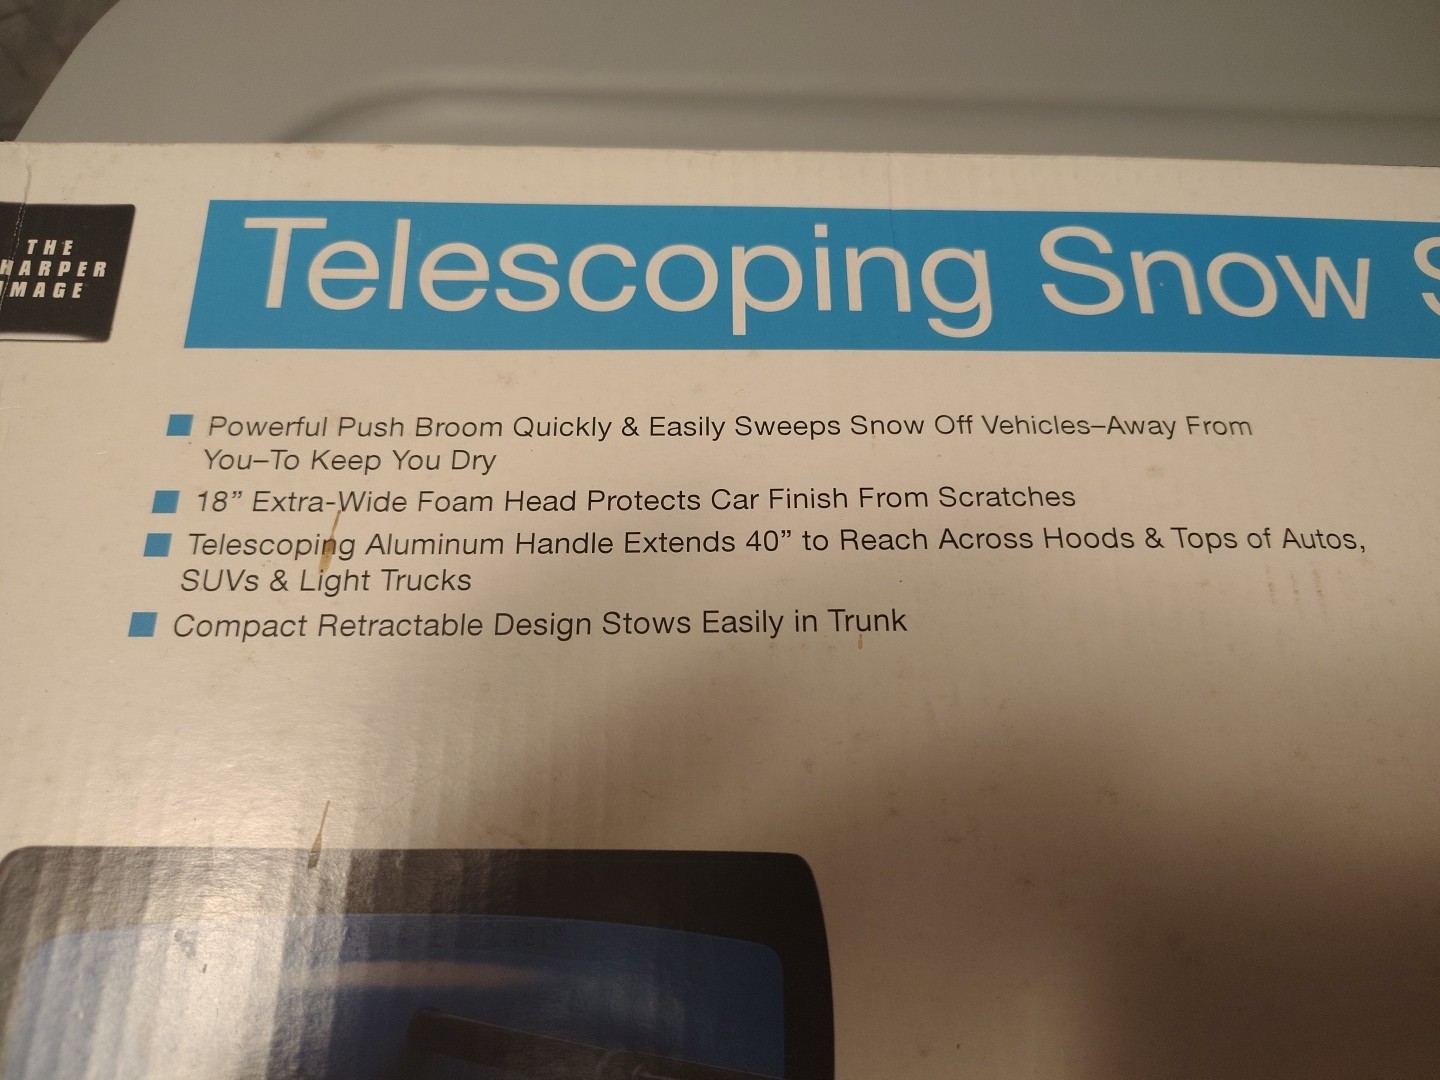 THE
HARPER
IMAGE
Telescoping Snow S
Powerful Push Broom Quickly & Easily Sweeps Snow Off Vehicles–Away From
You–To Keep You Dry
18” Extra-Wide Foam Head Protects Car Finish From Scratches
Telescoping Aluminum Handle Extends 40” to Reach Across Hoods & Tops of Autos,
SUVs & Light Trucks
Compact Retractable Design Stows Easily in Trunk